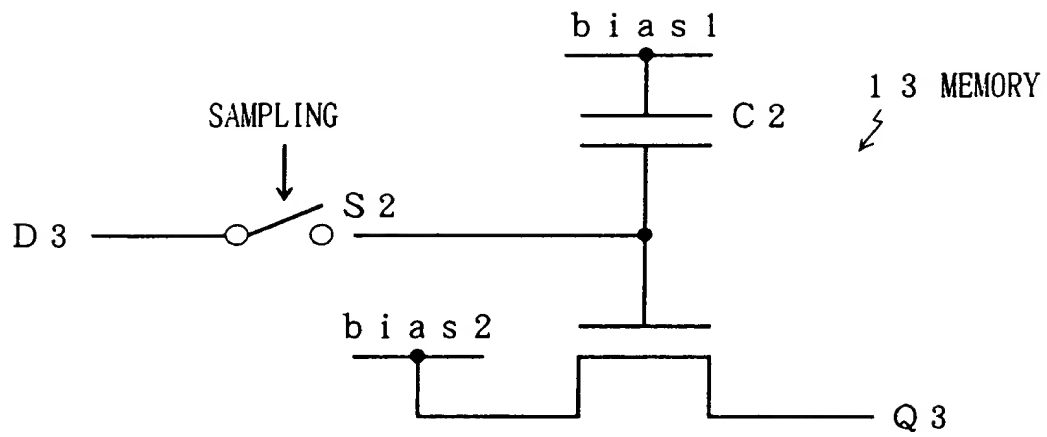 bias1
13 MEMORY
C2
SAMPLING
S2
D3
bias2
Q3